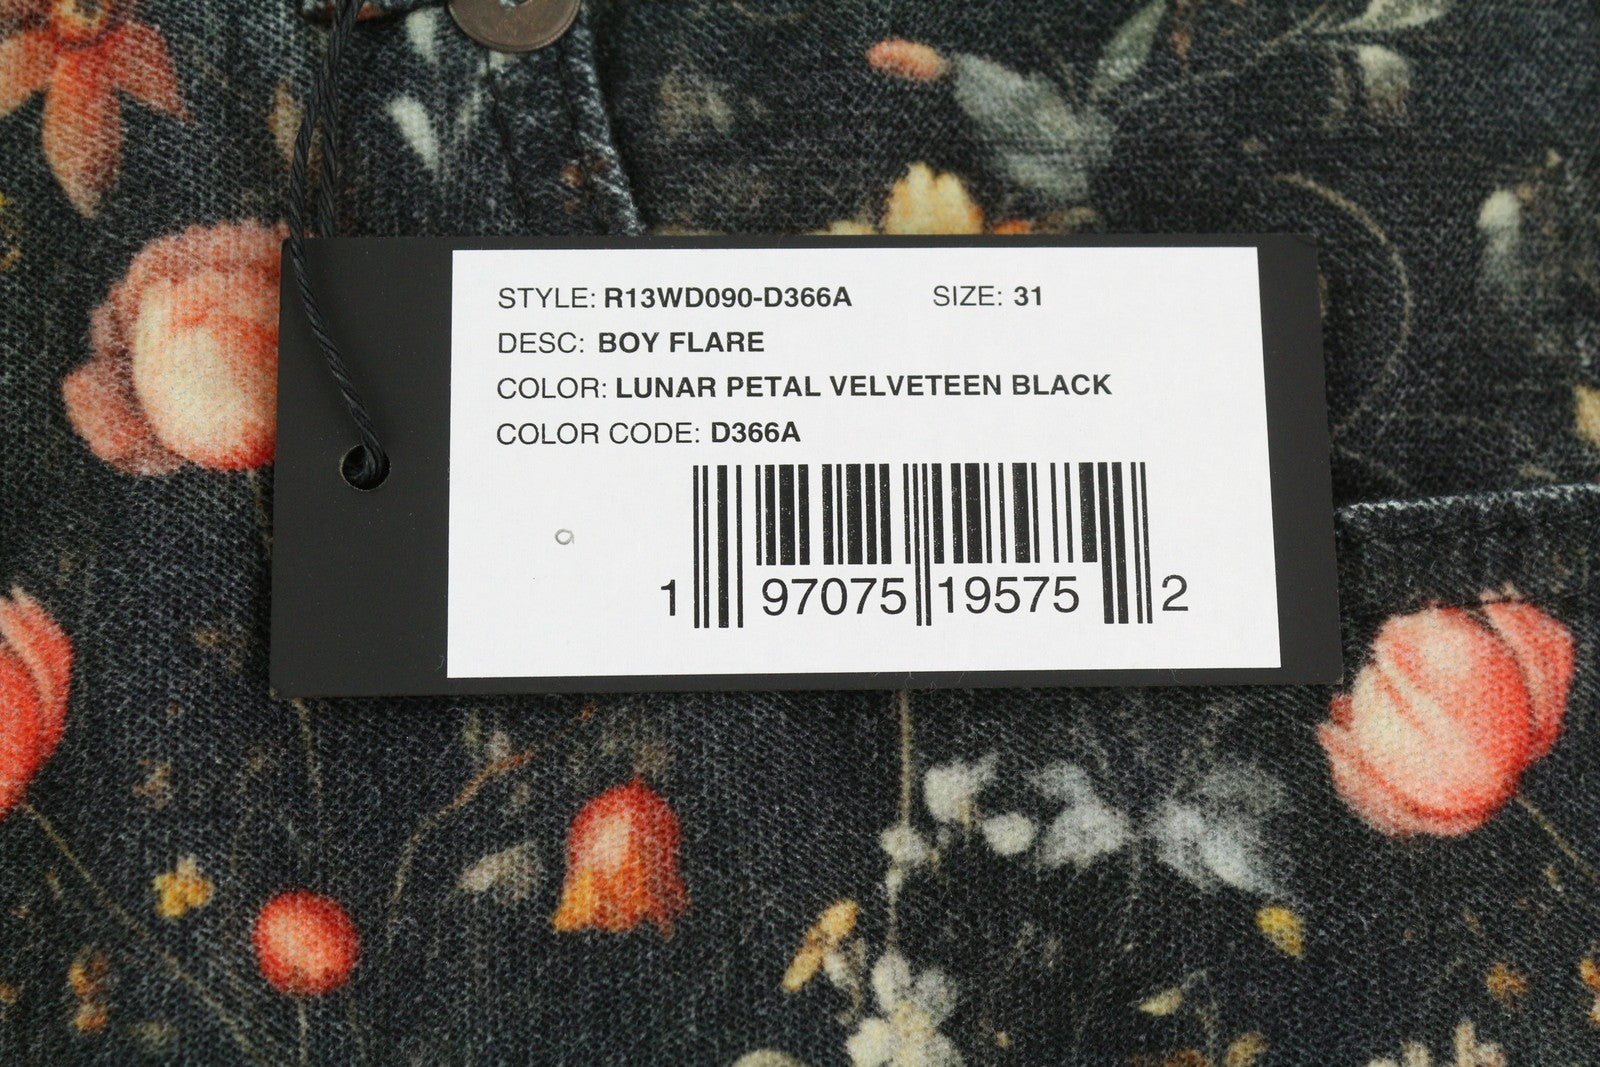 STYLE: R13WD090-D366A SIZE: 31
DESC: BOY FLARE
COLOR: LUNAR PETAL VELVETEEN BLACK
COLOR CODE: D366A
1 97075 19575 2